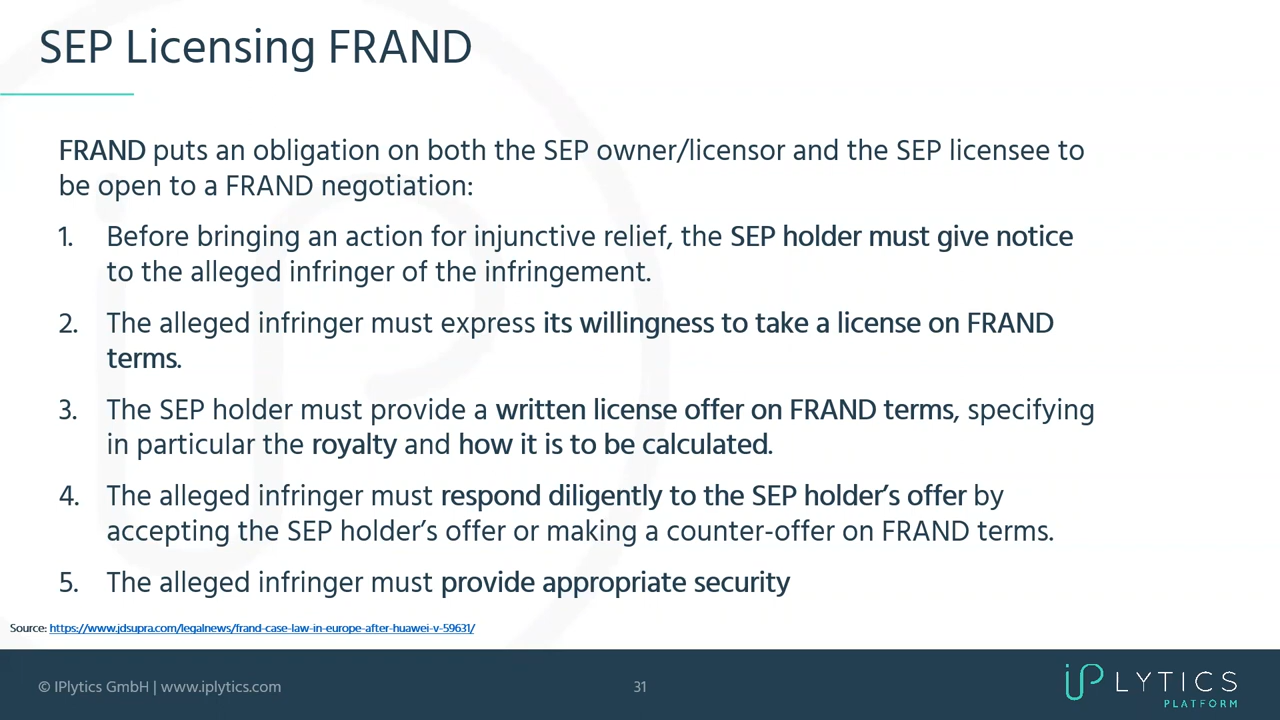 SEP Licensing FRAND
FRAND puts an obligation on both the SEP owner/licensor and the SEP licensee to
be open to a FRAND negotiation:
1. Before bringing an action for injunctive relief, the SEP holder must give notice
to the alleged infringer of the infringement.
2. The alleged infringer must express its willingness to take a license on FRAND
terms.
3. The SEP holder must provide a written license offer on FRAND terms, specifying
in particular the royalty and how it is to be calculated.
4. The alleged infringer must respond diligently to the SEP holder’s offer by
accepting the SEP holder’s offer or making a counter-offer on FRAND terms.
5. The alleged infringer must provide appropriate security
Source: https://www.jdsupra.com/legalnews/frand-case-law-in-europe-after-huawei-v-59631/
© IPlytics GmbH | www.iplytics.com
31
iPLYTICS
PLATFORM